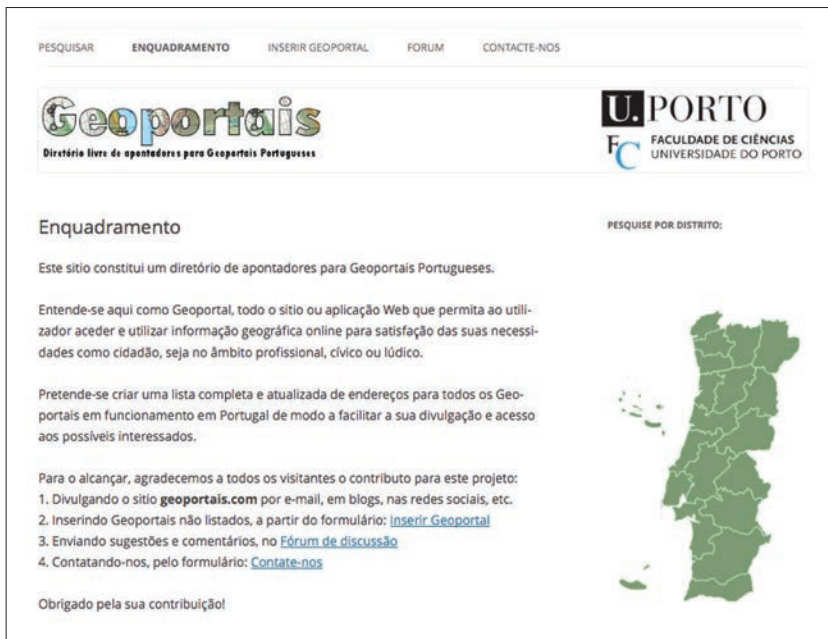 PESQUISAR ENQUADRAMENTO INSERIR GEOPORTAL FORUM CONTACTE-NOS
Geoportais
Diretório livre de apontadores para Geoportais Portugueses
U. PORTO
FC FACULDADE DE CIÊNCIAS
UNIVERSIDADE DO PORTO
Enquadramento
Este sitio constitui um diretório de apontadores para Geoportais Portugueses.
Entende-se aqui como Geoportal, todo o sitio ou aplicação Web que permita ao utili-
zador aceder e utilizar informação geográfica online para satisfação das suas necessi-
dades como cidadão, seja no âmbito profissional, cívico ou lúdico.
Pretende-se criar uma lista completa e atualizada de endereços para todos os Geo-
portais em funcionamento em Portugal de modo a facilitar a sua divulgação e acesso
aos possíveis interessados.
Para o alcançar, agradecemos a todos os visitantes o contributo para este projeto:
1. Divulgando o sitio geoportais.com por e-mail, em blogs, nas redes sociais, etc.
2. Inserindo Geoportais não listados, a partir do formulário: Inserir Geoportal
3. Enviando sugestões e comentários, no Fórum de discussão
4. Contatando-nos, pelo formulário: Contate-nos
Obrigado pela sua contribuição!
PESQUISE POR DISTRITO: